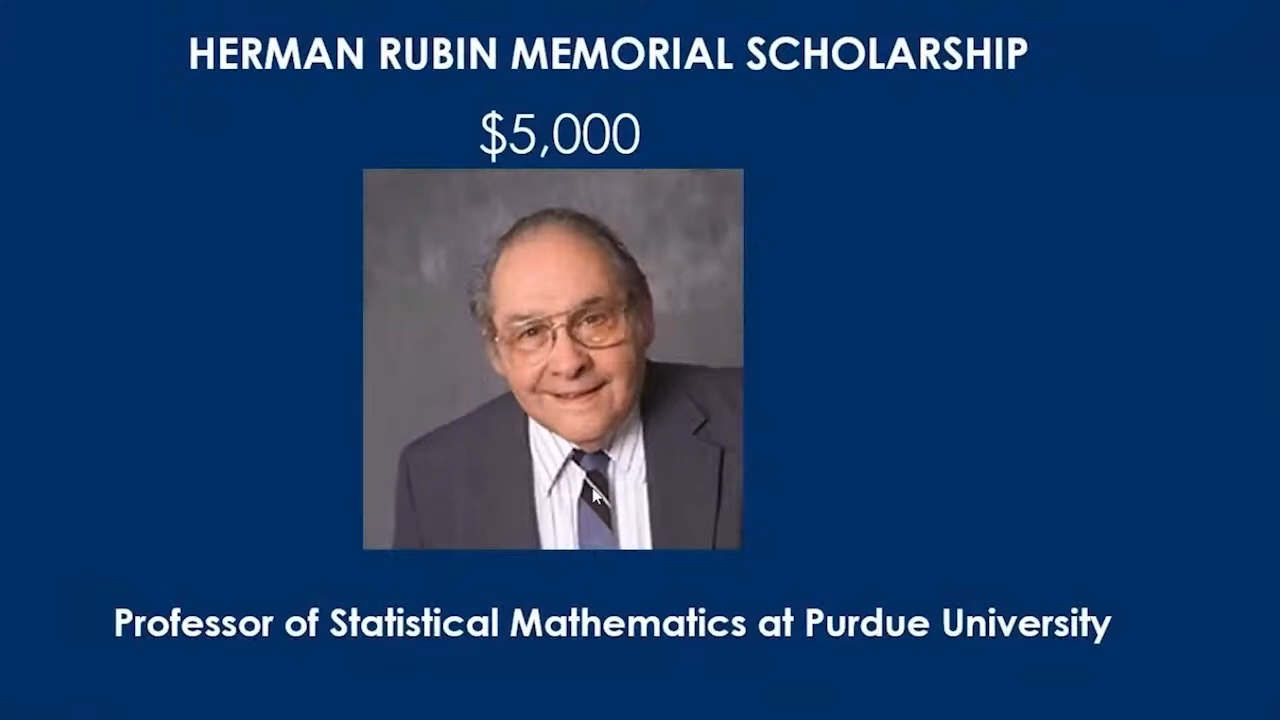 HERMAN RUBIN MEMORIAL SCHOLARSHIP
$5,000
Professor of Statistical Mathematics at Purdue University